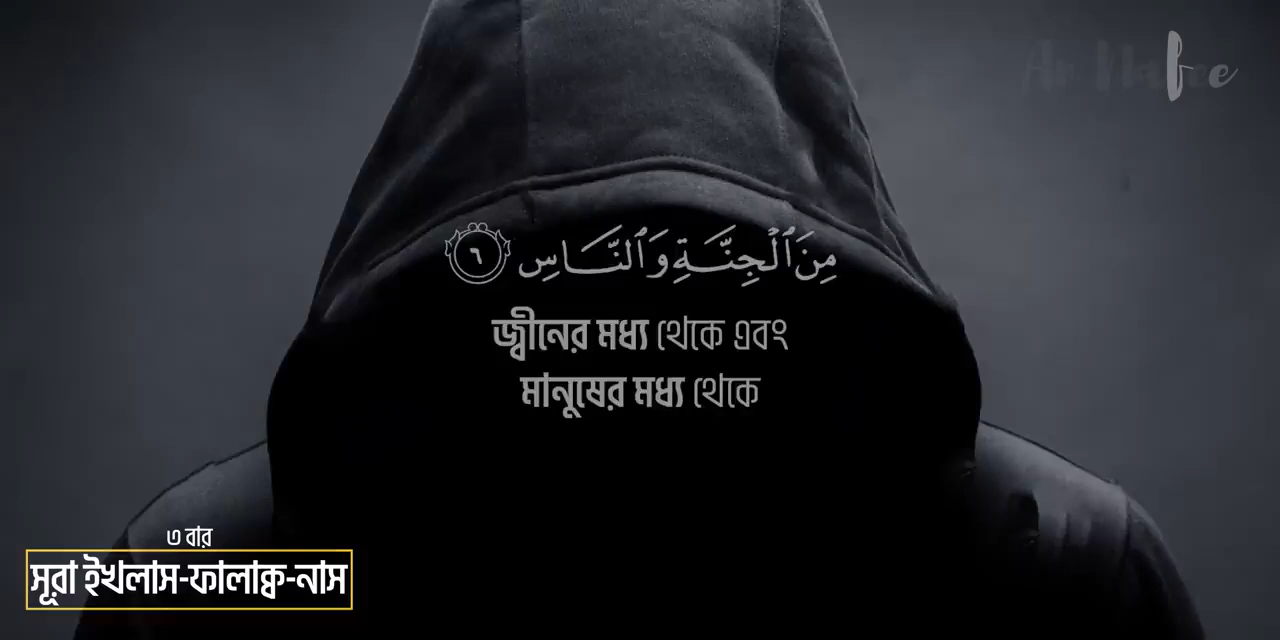 مِنَ ٱلْجِنَّةِ وَٱلنَّاسِ ٦
জ্বীনের মধ্য থেকে এবং
মানুষের মধ্য থেকে
৩ বার
সূরা ইখলাস-ফালাক্ব-নাস